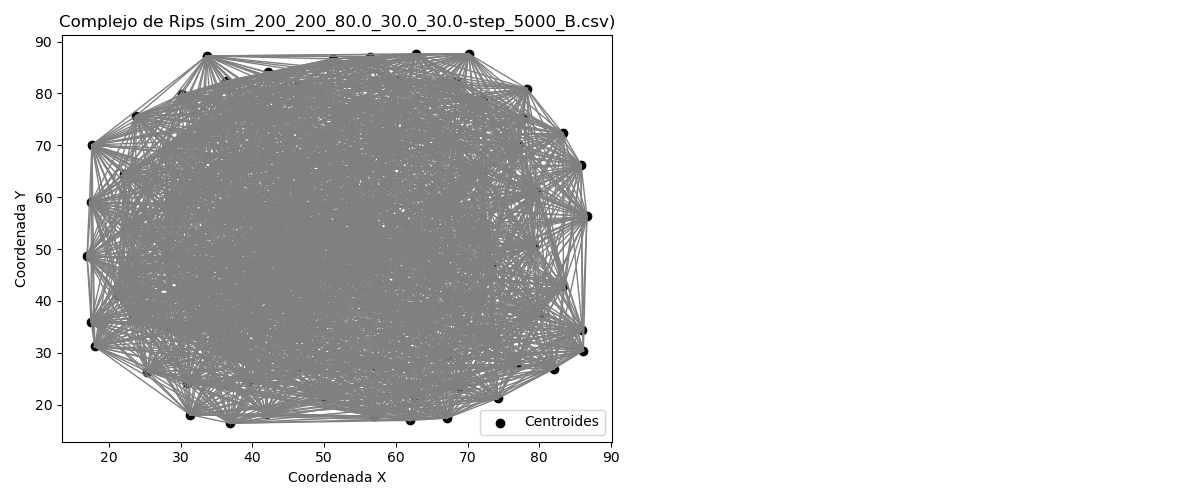 Complejo de Rips (sim_200_200_80.0_30.0_30.0-step_5000_B.csv)
90
80
70
60
50
40
30
20
Coordenada Y
Centroides
20 30 40 50 60 70 80 90
Coordenada X